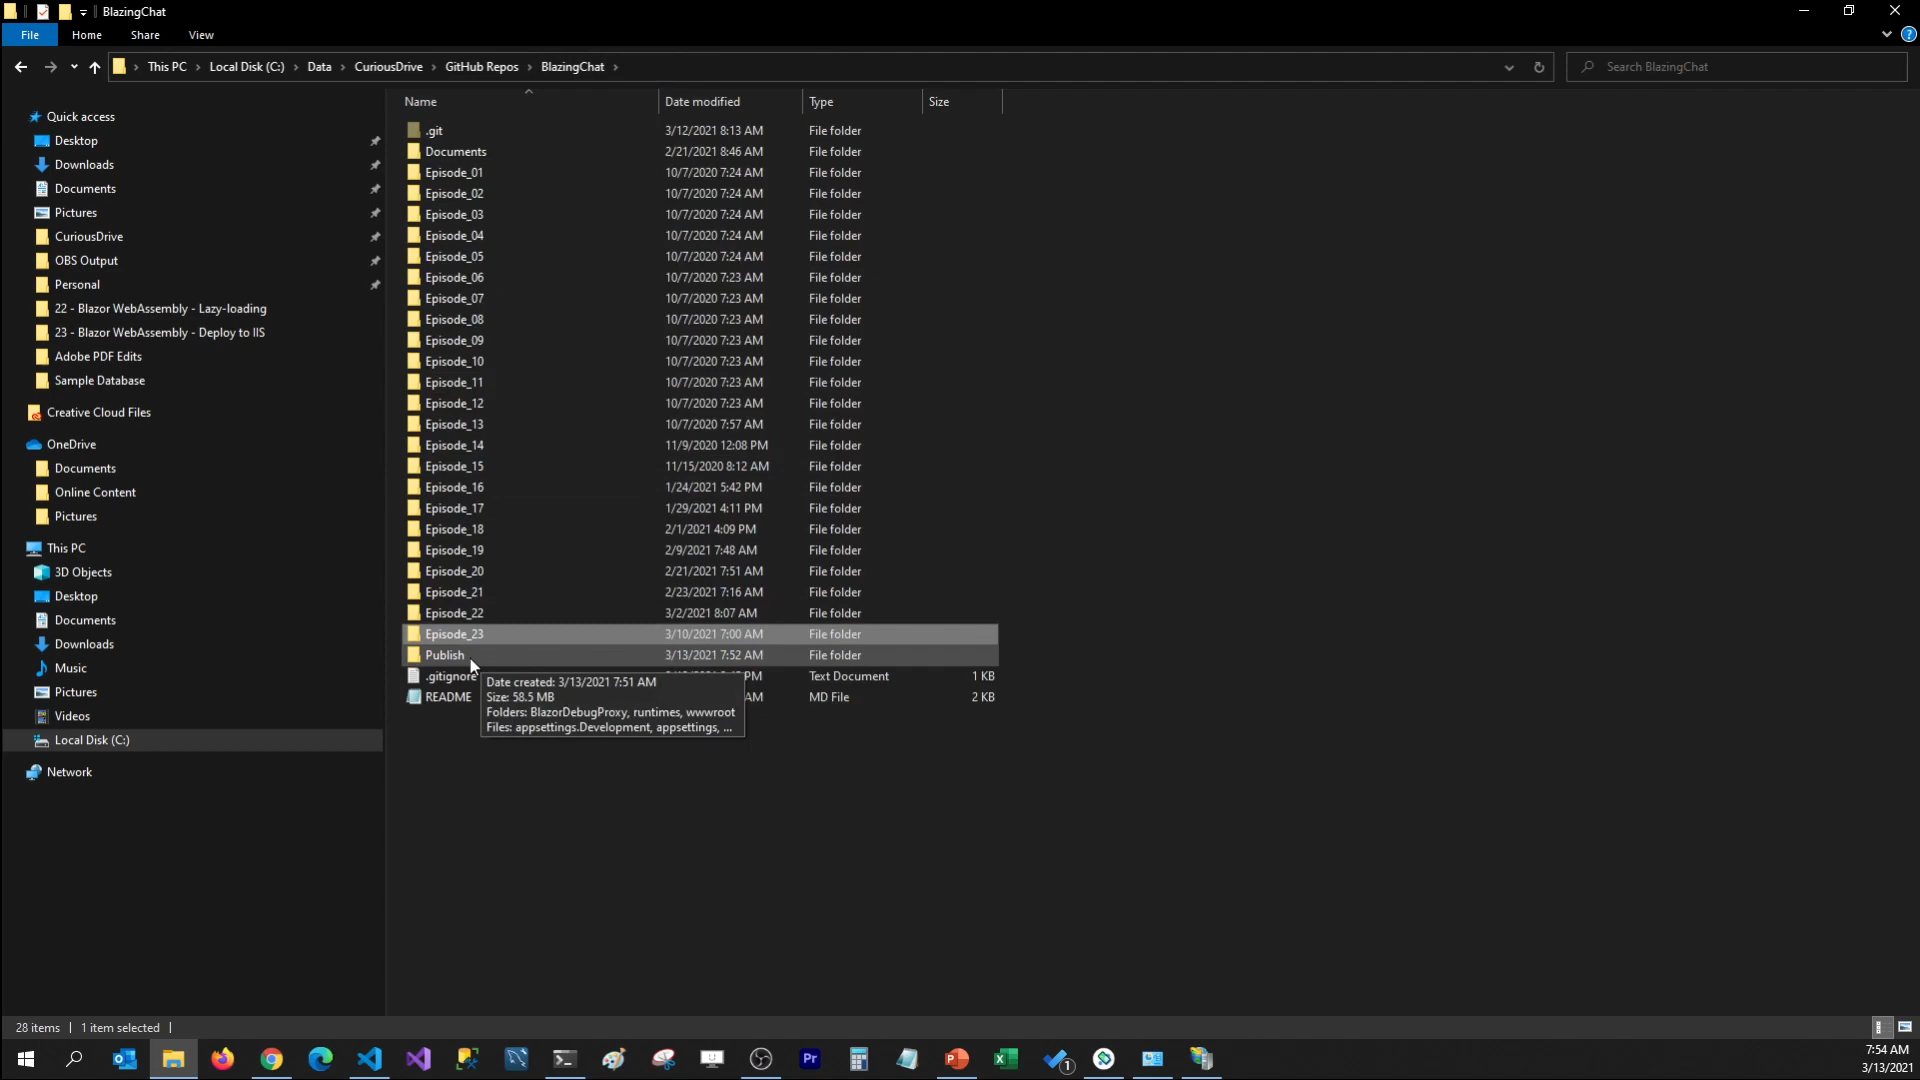 BlazingChat
File Home Share View
This PC Local Disk (C:) Data CuriousDrive GitHub Repos BlazingChat
Search BlazingChat
Quick access
Desktop
Downloads
Documents
Pictures
CuriousDrive
OBS Output
Personal
22 - Blazor WebAssembly - Lazy-loading
23 - Blazor WebAssembly - Deploy to IIS
Adobe PDF Edits
Sample Database
Creative Cloud Files
OneDrive
Documents
Online Content
Pictures
This PC
3D Objects
Desktop
Documents
Downloads
Music
Pictures
Videos
Local Disk (C:)
Network
Name Date modified Type Size
.git 3/12/2021 8:13 AM File folder
Documents 2/21/2021 8:46 AM File folder
Episode_01 10/7/2020 7:24 AM File folder
Episode_02 10/7/2020 7:24 AM File folder
Episode_03 10/7/2020 7:24 AM File folder
Episode_04 10/7/2020 7:24 AM File folder
Episode_05 10/7/2020 7:24 AM File folder
Episode_06 10/7/2020 7:23 AM File folder
Episode_07 10/7/2020 7:23 AM File folder
Episode_08 10/7/2020 7:23 AM File folder
Episode_09 10/7/2020 7:23 AM File folder
Episode_10 10/7/2020 7:23 AM File folder
Episode_11 10/7/2020 7:23 AM File folder
Episode_12 10/7/2020 7:23 AM File folder
Episode_13 10/7/2020 7:57 AM File folder
Episode_14 11/9/2020 12:08 PM File folder
Episode_15 11/15/2020 8:12 AM File folder
Episode_16 1/24/2021 5:42 PM File folder
Episode_17 1/29/2021 4:11 PM File folder
Episode_18 2/1/2021 4:09 PM File folder
Episode_19 2/9/2021 7:48 AM File folder
Episode_20 2/21/2021 7:51 AM File folder
Episode_21 2/23/2021 7:16 AM File folder
Episode_22 3/2/2021 8:07 AM File folder
Episode_23 3/10/2021 7:00 AM File folder
Publish 3/13/2021 7:52 AM File folder
.gitignore PM Text Document 1 KB
README AM MD File 2 KB
Date created: 3/13/2021 7:51 AM
Size: 58.5 MB
Folders: BlazorDebugProxy, runtimes, wwwroot
Files: appsettings.Development, appsettings, ...
28 items 1 item selected
Pr
1
7:54 AM
3/13/2021